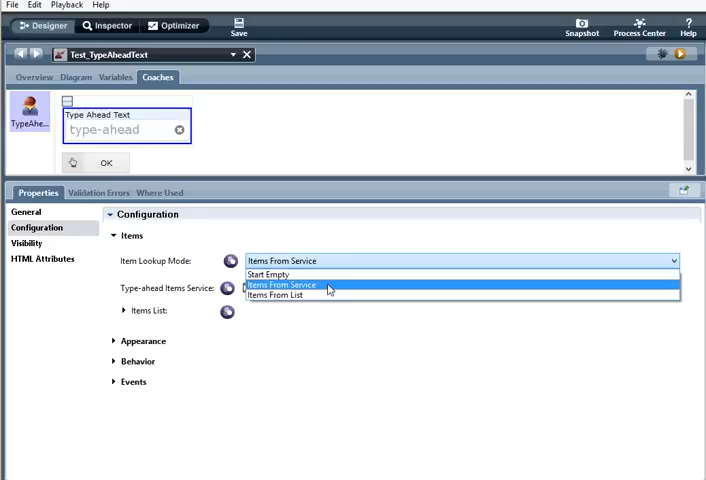 File Edit Playback Help
Designer Inspector Optimizer Save Snapshot Process Center Help
Test_TypeAheadText
Overview Diagram Variables Coaches
TypeAhe...
Type Ahead Text
type-ahead
OK
Properties Validation Errors Where Used
General
Configuration
Visibility
HTML Attributes
Configuration
Items
Item Lookup Mode: Items From Service
Start Empty
Type-ahead Items Service: Items From Service
Items From List
Items List:
Appearance
Behavior
Events